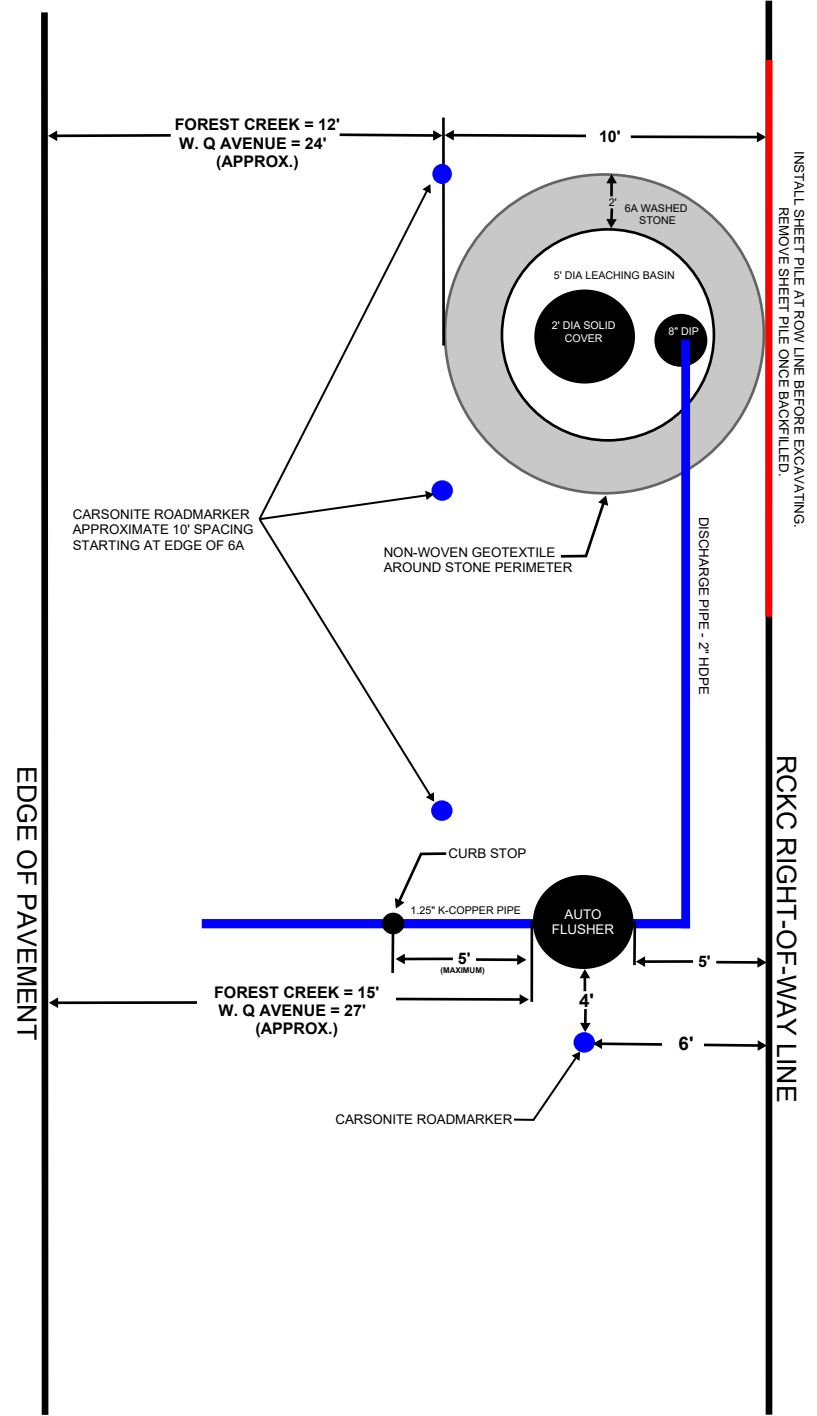 FOREST CREEK = 12'
W. Q AVENUE = 24'
(APPROX.)
10'
INSTALL SHEET PILE AT ROW LINE BEFORE EXCAVATING.
REMOVE SHEET PILE ONCE BACKFILLED.
2'
6A WASHED
STONE
5' DIA LEACHING BASIN
2' DIA SOLID
COVER
8" DIP
CARSONITE ROADMARKER
APPROXIMATE 10' SPACING
STARTING AT EDGE OF 6A
NON-WOVEN GEOTEXTILE
AROUND STONE PERIMETER
DISCHARGE PIPE - 2" HDPE
EDGE OF PAVEMENT
RCKC RIGHT-OF-WAY LINE
CURB STOP
1.25" K-COPPER PIPE
AUTO
FLUSHER
5'
(MAXIMUM)
5'
FOREST CREEK = 15'
W. Q AVENUE = 27'
(APPROX.)
4'
6'
CARSONITE ROADMARKER